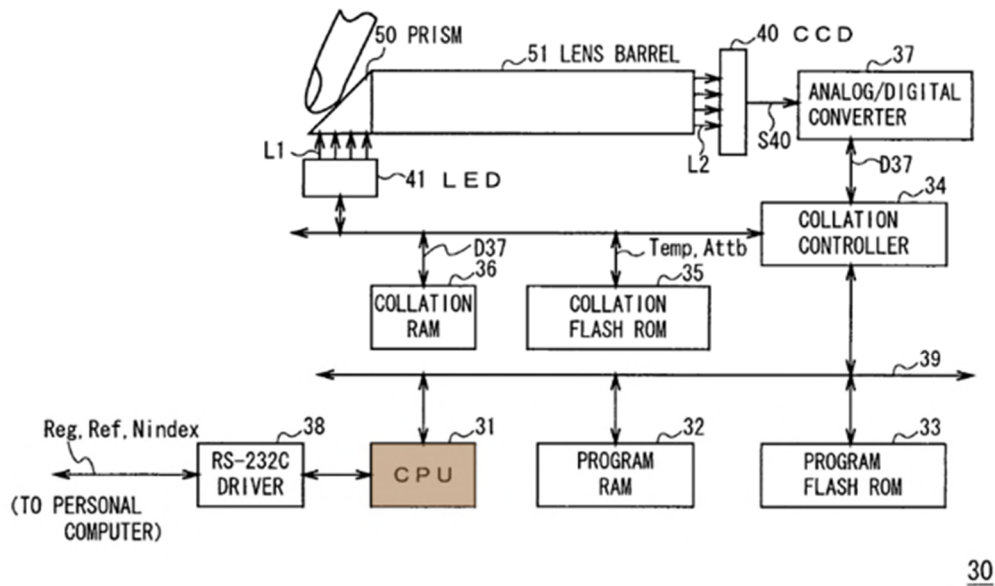 50 PRISM
51 LENS BARREL
40 CCD
37
ANALOG/DIGITAL
CONVERTER
L1
L2
S40
D37
41 LED
34
COLLATION
CONTROLLER
D37
Temp, Attb
36
35
COLLATION
RAM
COLLATION
FLASH ROM
39
Reg, Ref, Nindex
38
31
32
33
RS-232C
DRIVER
CPU
PROGRAM
RAM
PROGRAM
FLASH ROM
(TO PERSONAL
COMPUTER)
30